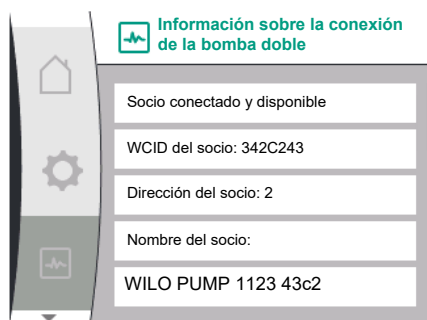 Información sobre la conexión
de la bomba doble
Socio conectado y disponible
WCID del socio: 342C243
Dirección del socio: 2
Nombre del socio:
WILO PUMP 1123 43c2